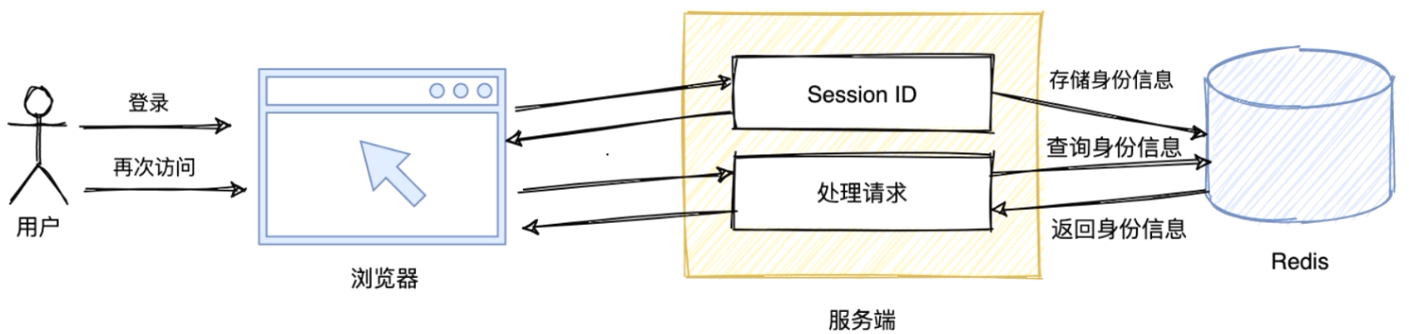 登录
再次访问
用户
浏览器
Session ID
处理请求
服务端
存储身份信息
查询身份信息
返回身份信息
Redis